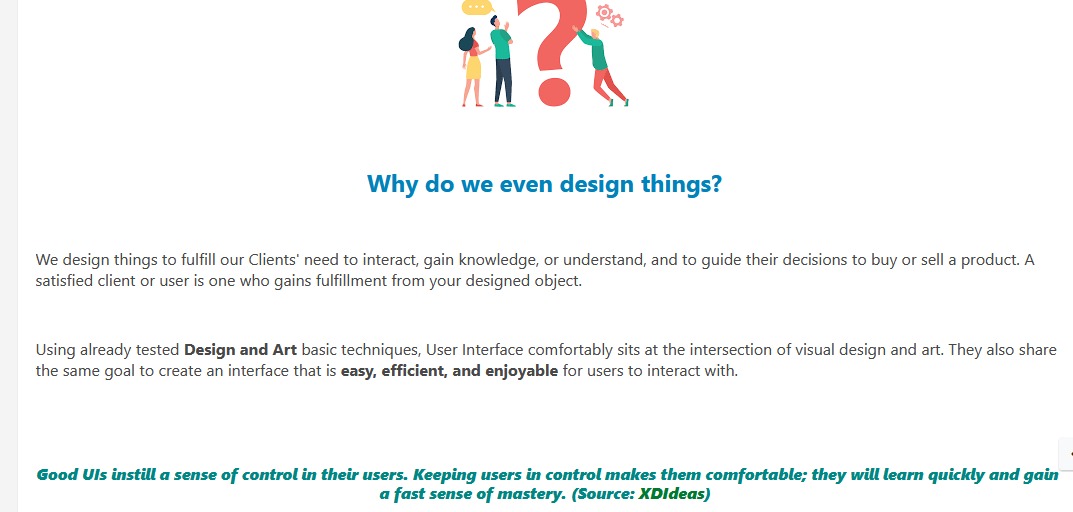 Why do we even design things?
We design things to fulfill our Clients' need to interact, gain knowledge, or understand, and to guide their decisions to buy or sell a product. A
satisfied client or user is one who gains fulfillment from your designed object.
Using already tested Design and Art basic techniques, User Interface comfortably sits at the intersection of visual design and art. They also share
the same goal to create an interface that is easy, efficient, and enjoyable for users to interact with.
Good UIs instill a sense of control in their users. Keeping users in control makes them comfortable; they will learn quickly and gain
a fast sense of mastery. (Source: XDIdeas)